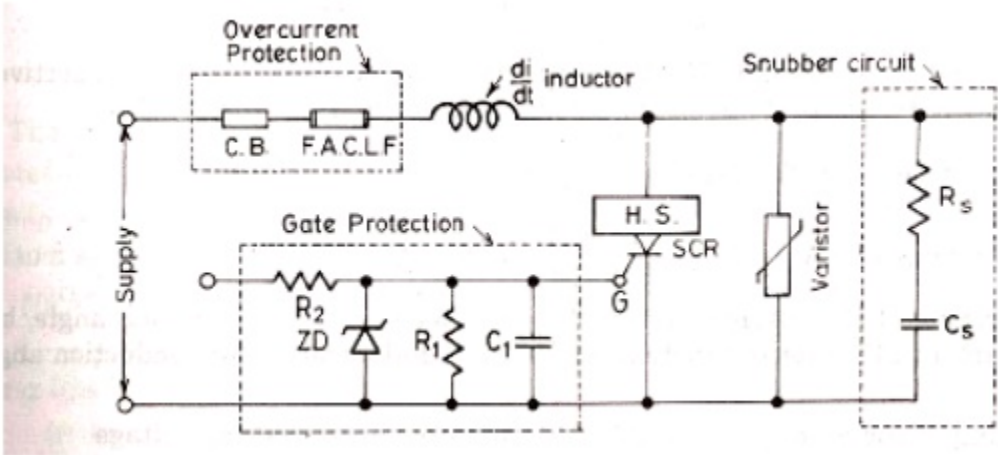 Overcurrent
Protection
di
dt
inductor
Snubber circuit
C.B.
F.A.C.L.F
Supply
Gate Protection
H.S.
SCR
Varistor
Rs
G
R2
ZD
R1
C1
Cs